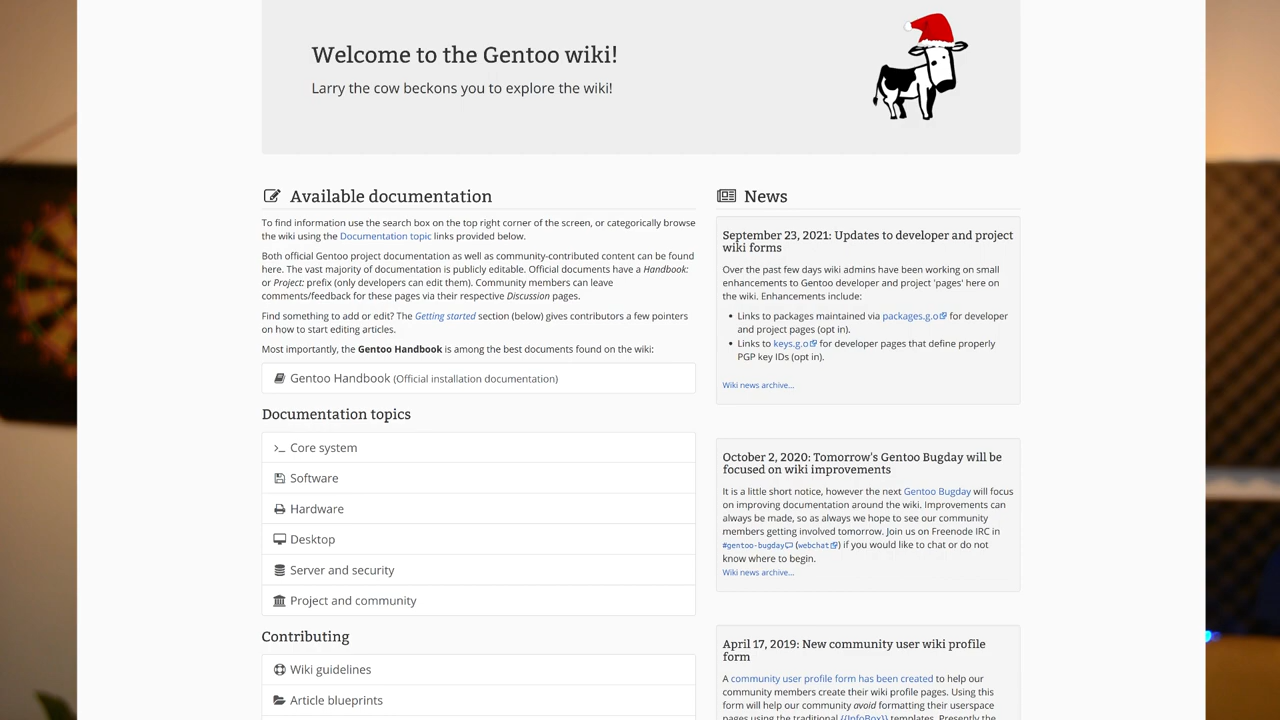 Welcome to the Gentoo wiki!
Larry the cow beckons you to explore the wiki!
Available documentation
To find information use the search box on the top right corner of the screen, or categorically browse
the wiki using the Documentation topic links provided below.
Both official Gentoo project documentation as well as community-contributed content can be found
here. The vast majority of documentation is publicly editable. Official documents have a Handbook:
or Project: prefix (only developers can edit them). Community members can leave
comments/feedback for these pages via their respective Discussion pages.
Find something to add or edit? The Getting started section (below) gives contributors a few pointers
on how to start editing articles.
Most importantly, the Gentoo Handbook is among the best documents found on the wiki:
Gentoo Handbook (Official installation documentation)
Documentation topics
Core system
Software
Hardware
Desktop
Server and security
Project and community
Contributing
Wiki guidelines
Article blueprints
News
September 23, 2021: Updates to developer and project
wiki forms
Over the past few days wiki admins have been working on small
enhancements to Gentoo developer and project 'pages' here on
the wiki. Enhancements include:
• Links to packages maintained via packages.g.o for developer
and project pages (opt in).
• Links to keys.g.o for developer pages that define properly
PGP key IDs (opt in).
Wiki news archive...
October 2, 2020: Tomorrow's Gentoo Bugday will be
focused on wiki improvements
It is a little short notice, however the next Gentoo Bugday will focus
on improving documentation around the wiki. Improvements can
always be made, so as always we hope to see our community
members getting involved tomorrow. Join us on Freenode IRC in
#gentoo-bugday (webchat) if you would like to chat or do not
know where to begin.
Wiki news archive...
April 17, 2019: New community user wiki profile
form
A community user profile form has been created to help our
community members create their wiki profile pages. Using this
form will help our community avoid formatting their userspace
pages using the traditional {{InfoBox}} templates. Presently the